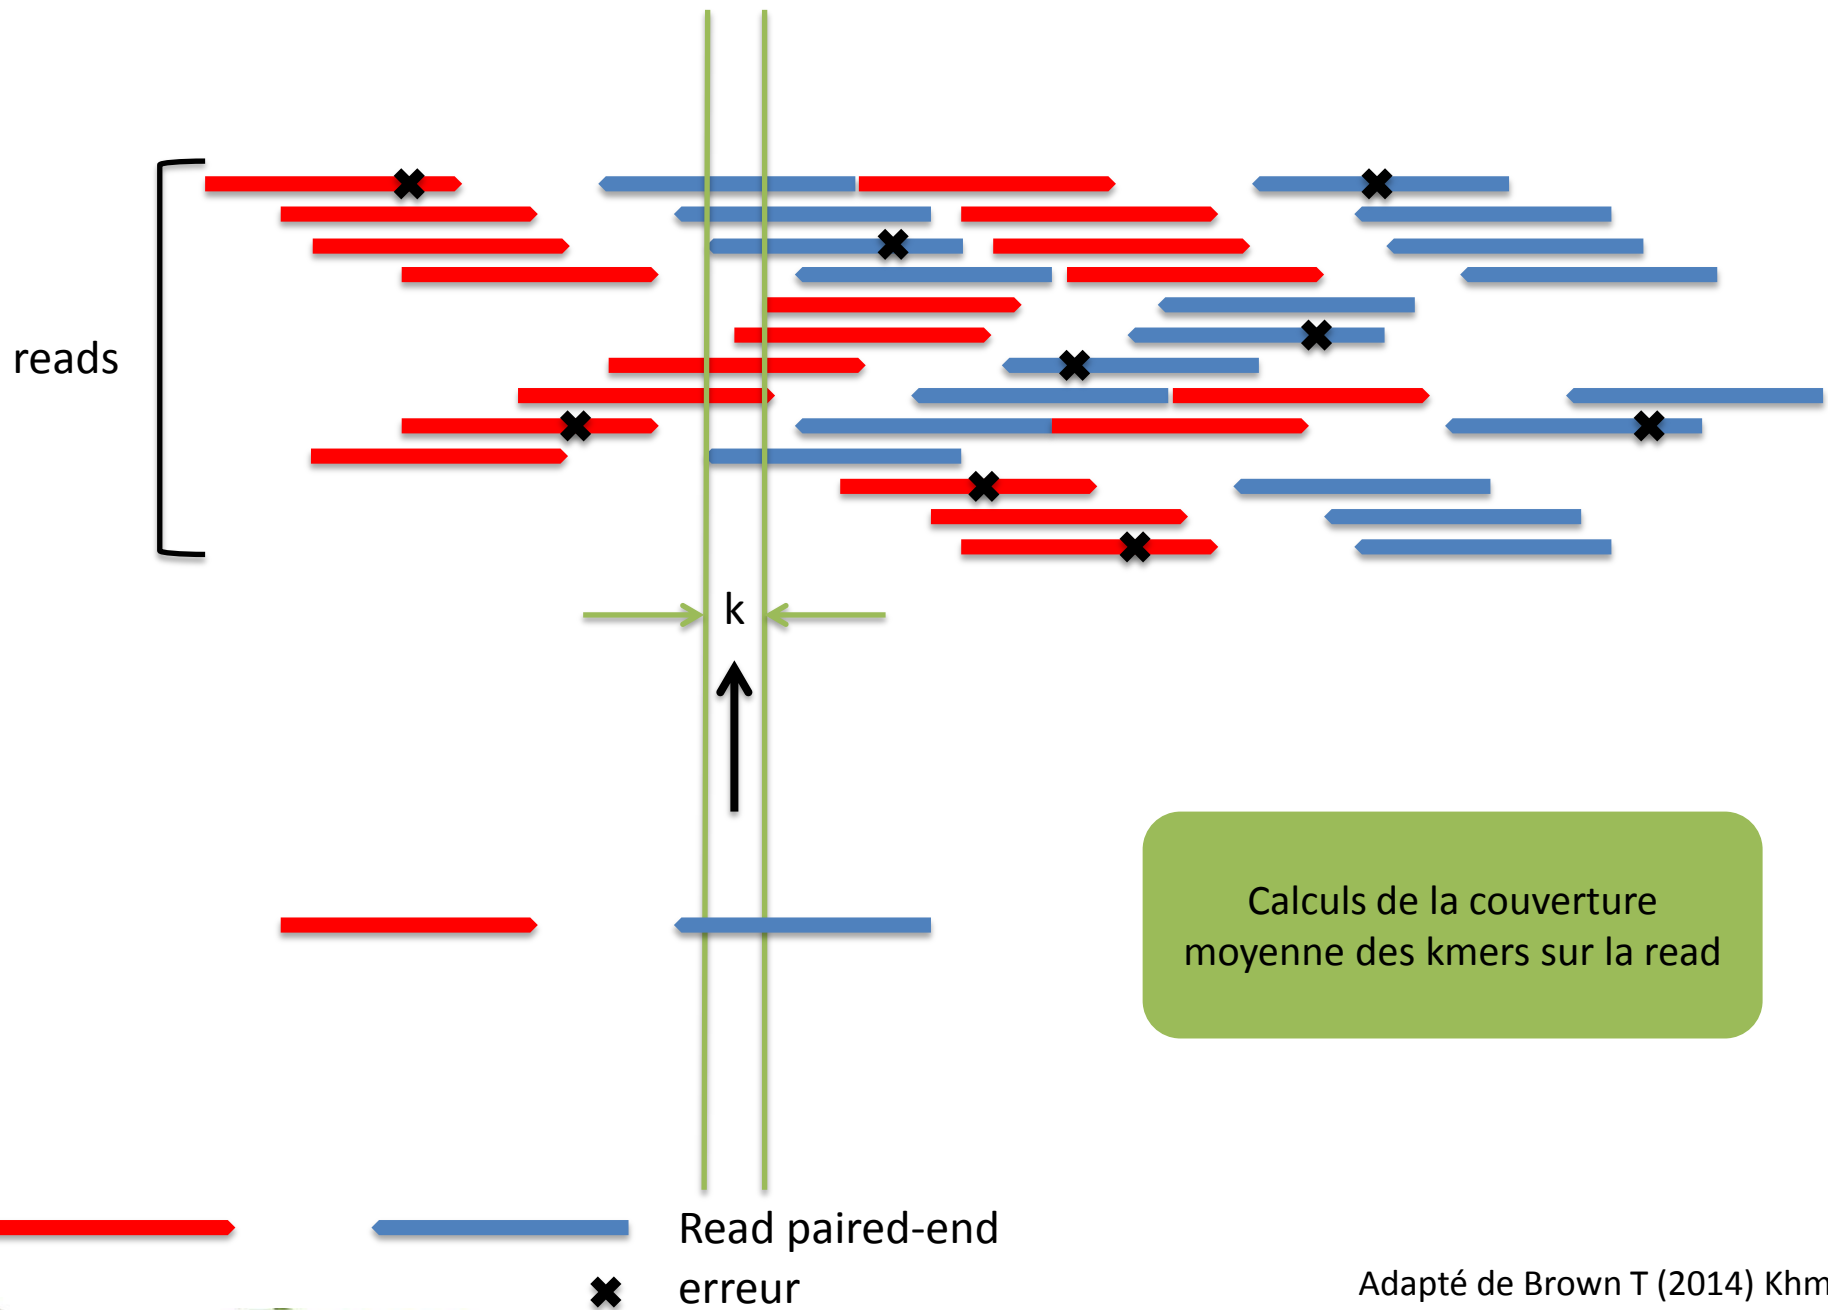 reads
k
Calculs de la couverture
moyenne des kmers sur la read
Read paired-end
erreur
Adapté de Brown T (2014) Khm